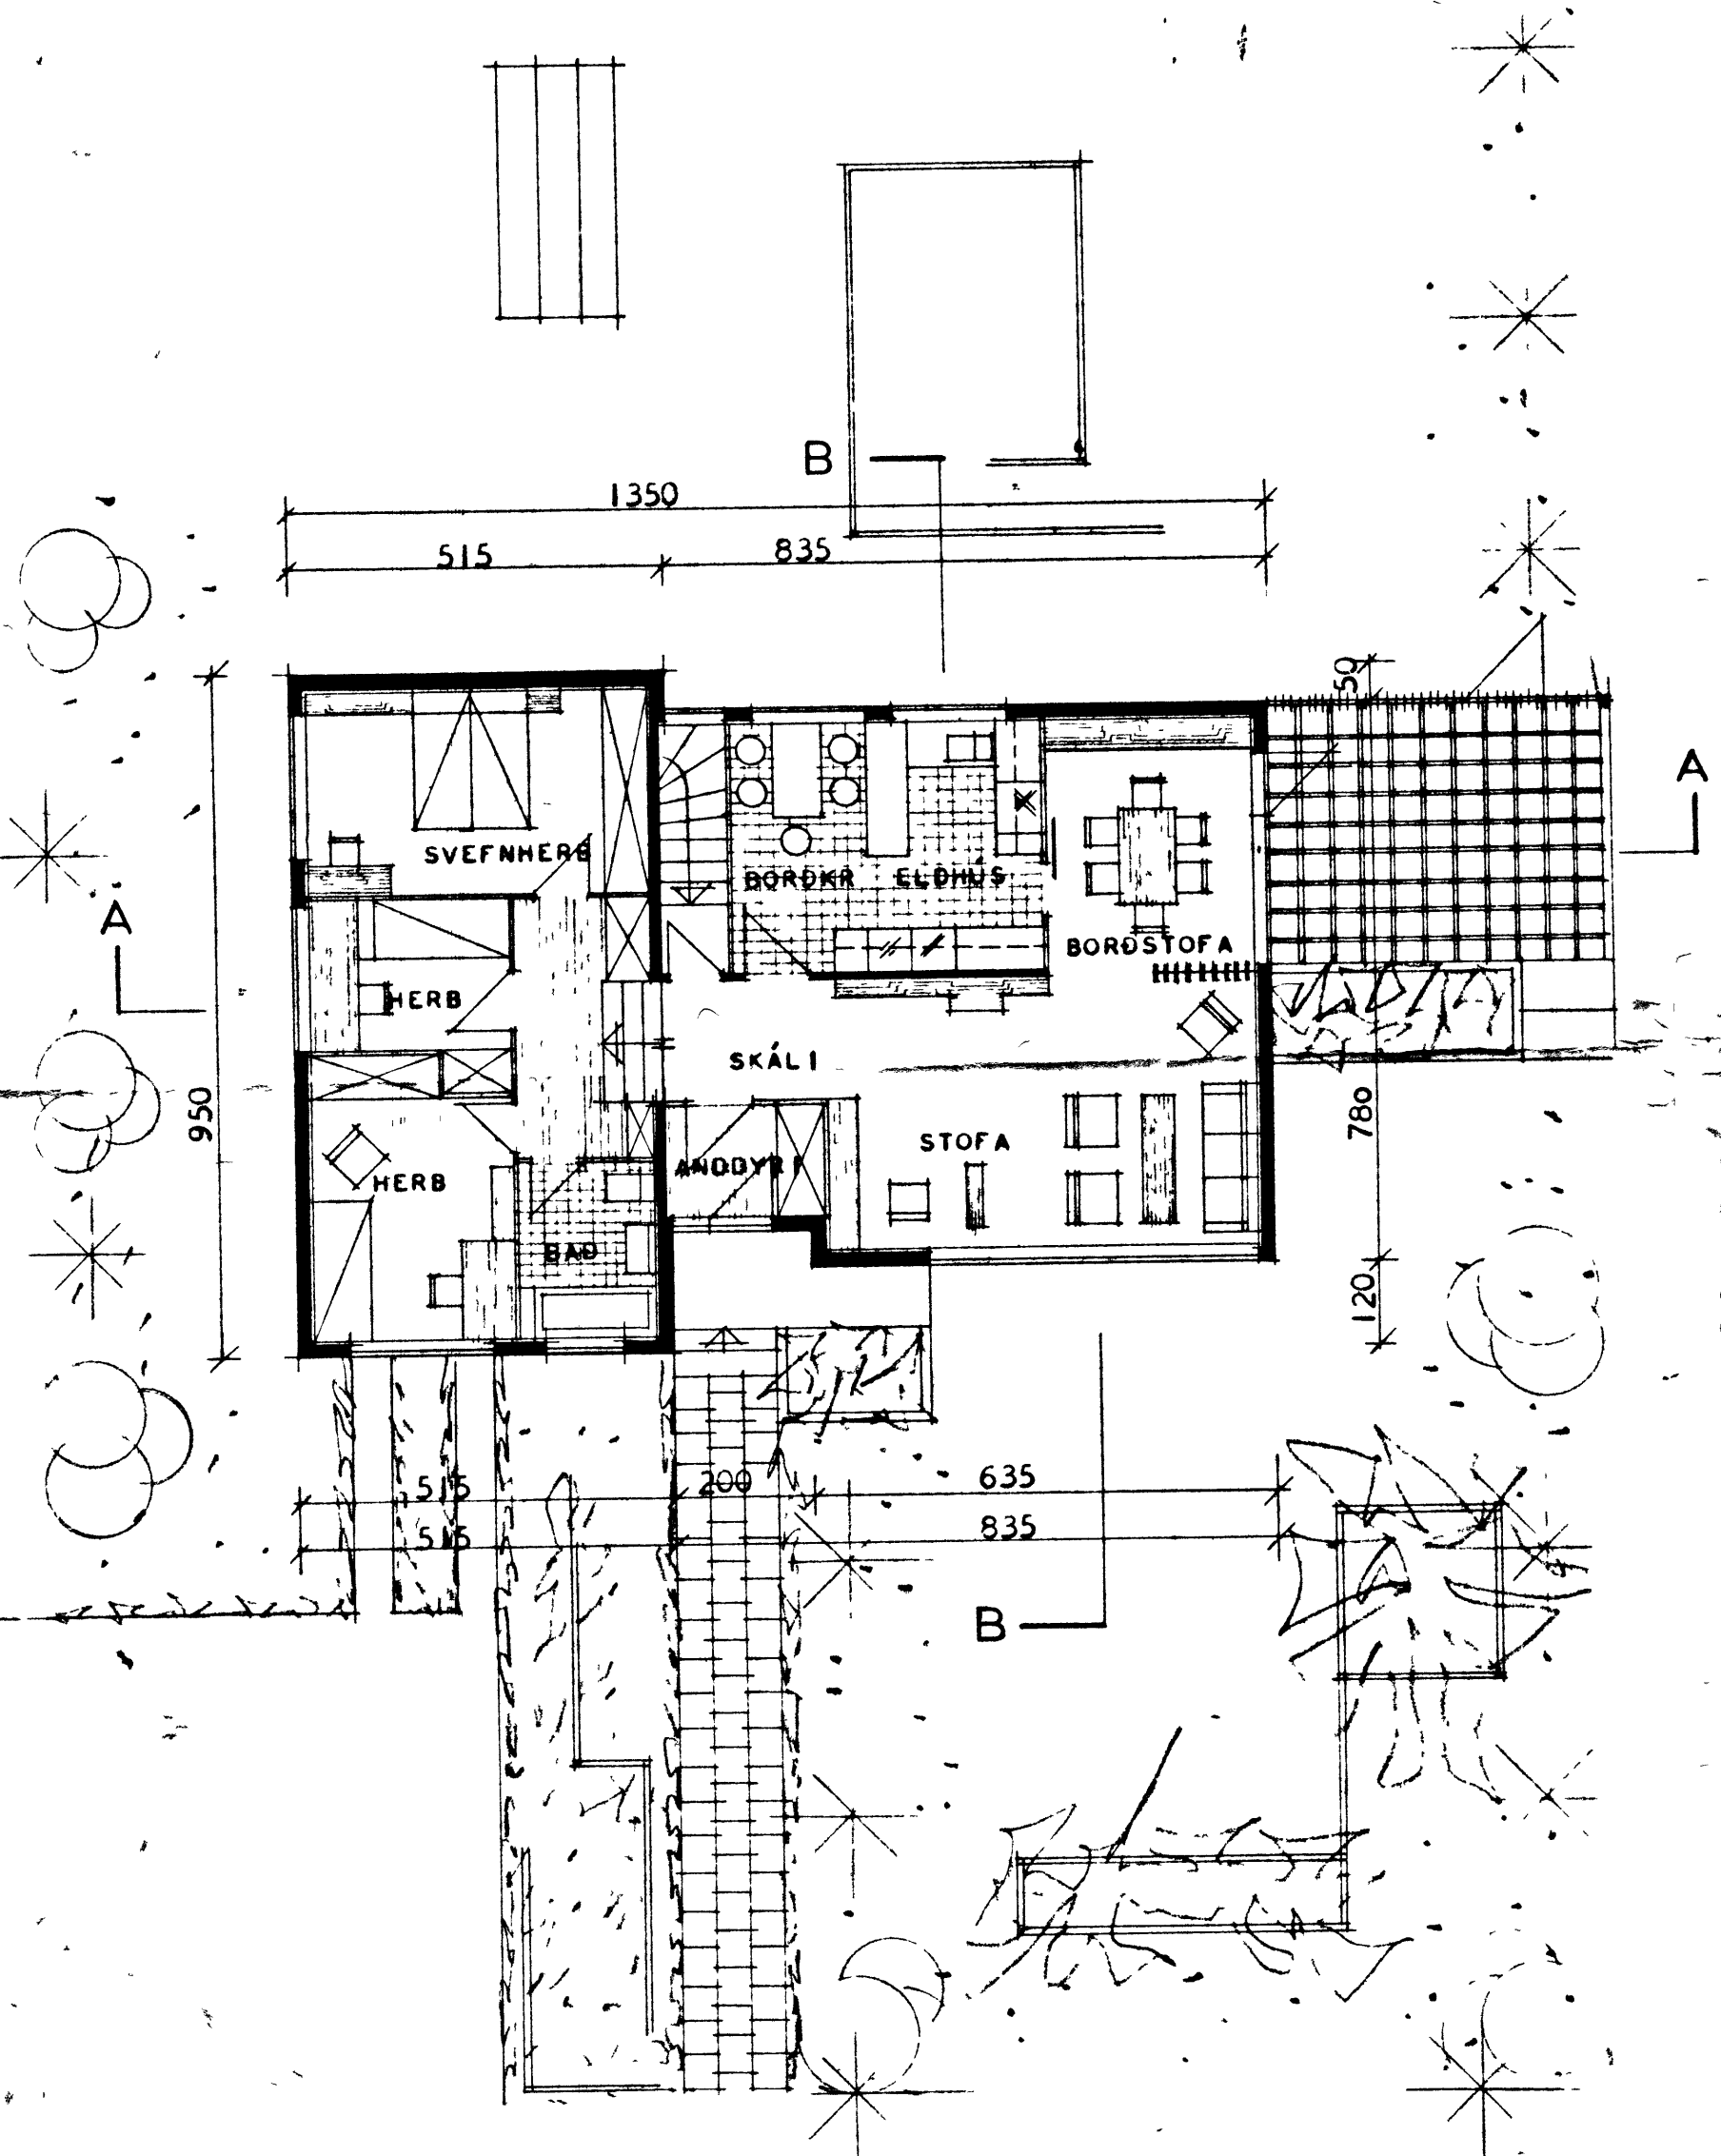 B
1350
515 835
50
A
SVEFNHERB
BORÐKR ELDHÚS
A
BORÐSTOFA
HERB
SKÁLI
950
780
STOFA
ANDDYRI
HERB
BAÐ
120
515 200 635
515 835
B